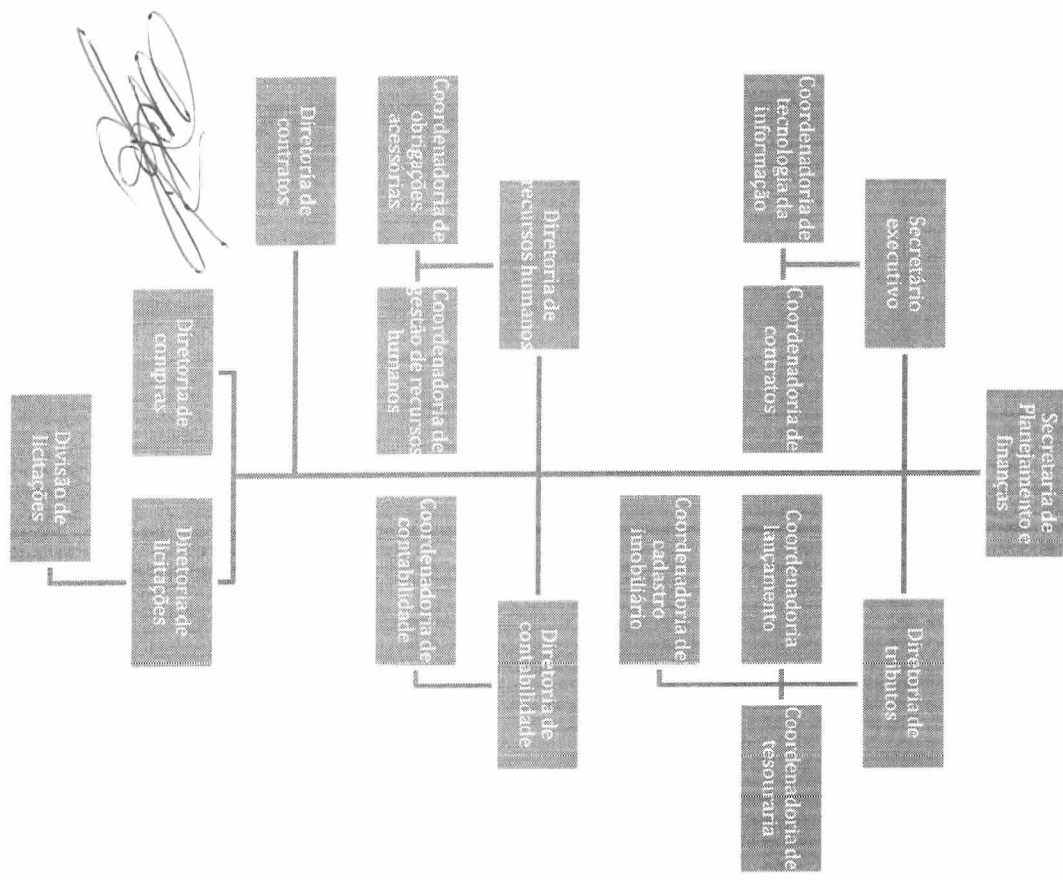 Secretaria de
Planejamento e
finanças
Secretário
executivo
Diretoria de
tributos
Coordenadoria de
tecnologia da
informação
Coordenadoria de
contratos
Coordenadoria
lançamento
Coordenadoria de
tesouraria
Coordenadoria de
cadastro
imobiliário
Diretoria de
recursos humanos
Diretoria de
contabilidade
Coordenadoria de
obrigações
acessorias
Coordenadoria de
gestão de recursos
humanos
Coordenadoria de
contabilidade
Diretoria de
contratos
Diretoria de
compras
Diretoria de
licitações
Divisão de
licitações